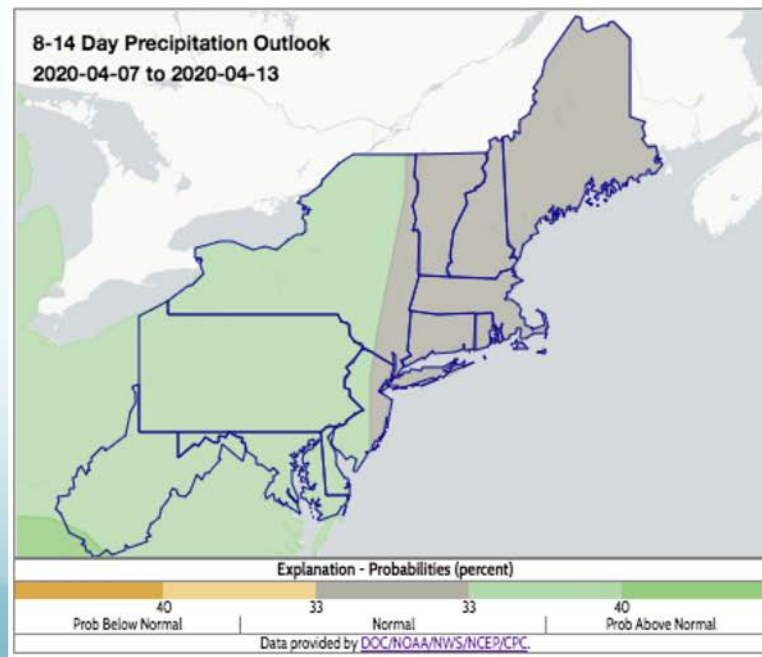 8-14 Day Precipitation Outlook
2020-04-07 to 2020-04-13
Explanation - Probabilities (percent)
40 33 33 40
Prob Below Normal Normal Prob Above Normal
Data provided by DOC/NOAA/NWS/NCEP/CPC.